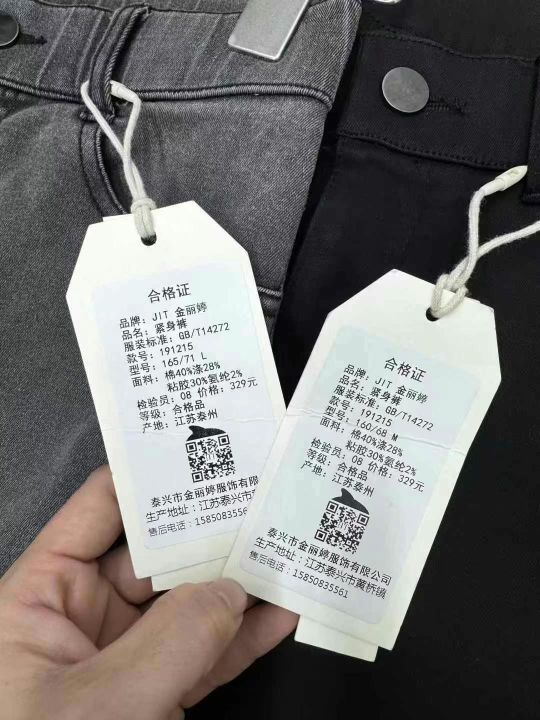 合格证
品牌：JIT 金丽婷
品名：紧身裤
服装标准：GB/T14272
款号：191215
型号：165/71 L
面料：棉40%涤28%
粘胶30%氨纶2%
检验员：08 价格：329元
等级：合格品
产地：江苏泰州
泰兴市金丽婷服饰有限
生产地址：江苏泰兴市黄
售后电话：15850835561
合格证
品牌：JIT 金丽婷
品名：紧身裤
服装标准：GB/T14272
款号：191215
型号：160/68 M
面料：棉40%涤28%
粘胶30%氨纶2%
检验员：08 价格：329元
等级：合格品
产地：江苏泰州
泰兴市金丽婷服饰有限公司
生产地址：江苏泰兴市黄桥镇
售后电话：15850835561